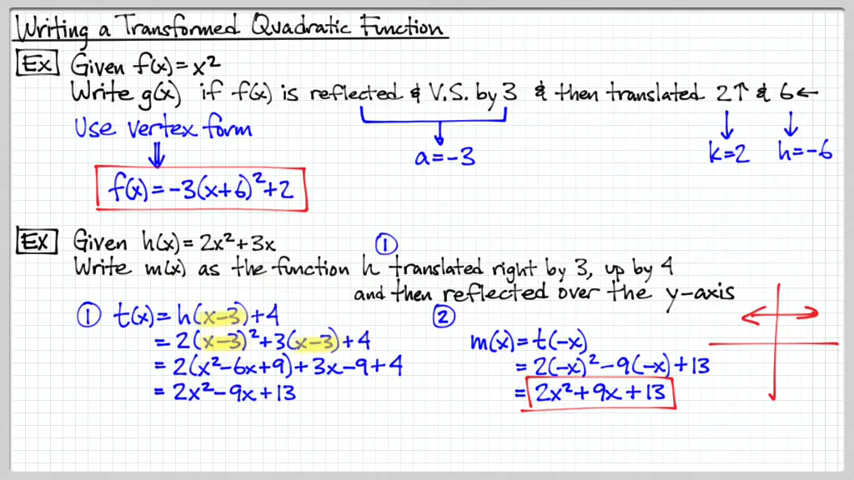 Writing a Transformed Quadratic Function
Ex Given f(x)=x²
Write g(x) if f(x) is reflected & V.S. by 3 & then translated 2↑ & 6←
Use vertex form
a=-3
k=2 h=-6
f(x)=-3(x+6)²+2
Ex Given h(x)=2x²+3x ①
Write m(x) as the function h translated right by 3, up by 4
and then reflected over the y-axis
① t(x)=h(x-3)+4
=2(x-3)²+3(x-3)+4
=2(x²-6x+9)+3x-9+4
=2x²-9x+13
②
m(x)=t(-x)
=2(-x)²-9(-x)+13
=2x²+9x+13